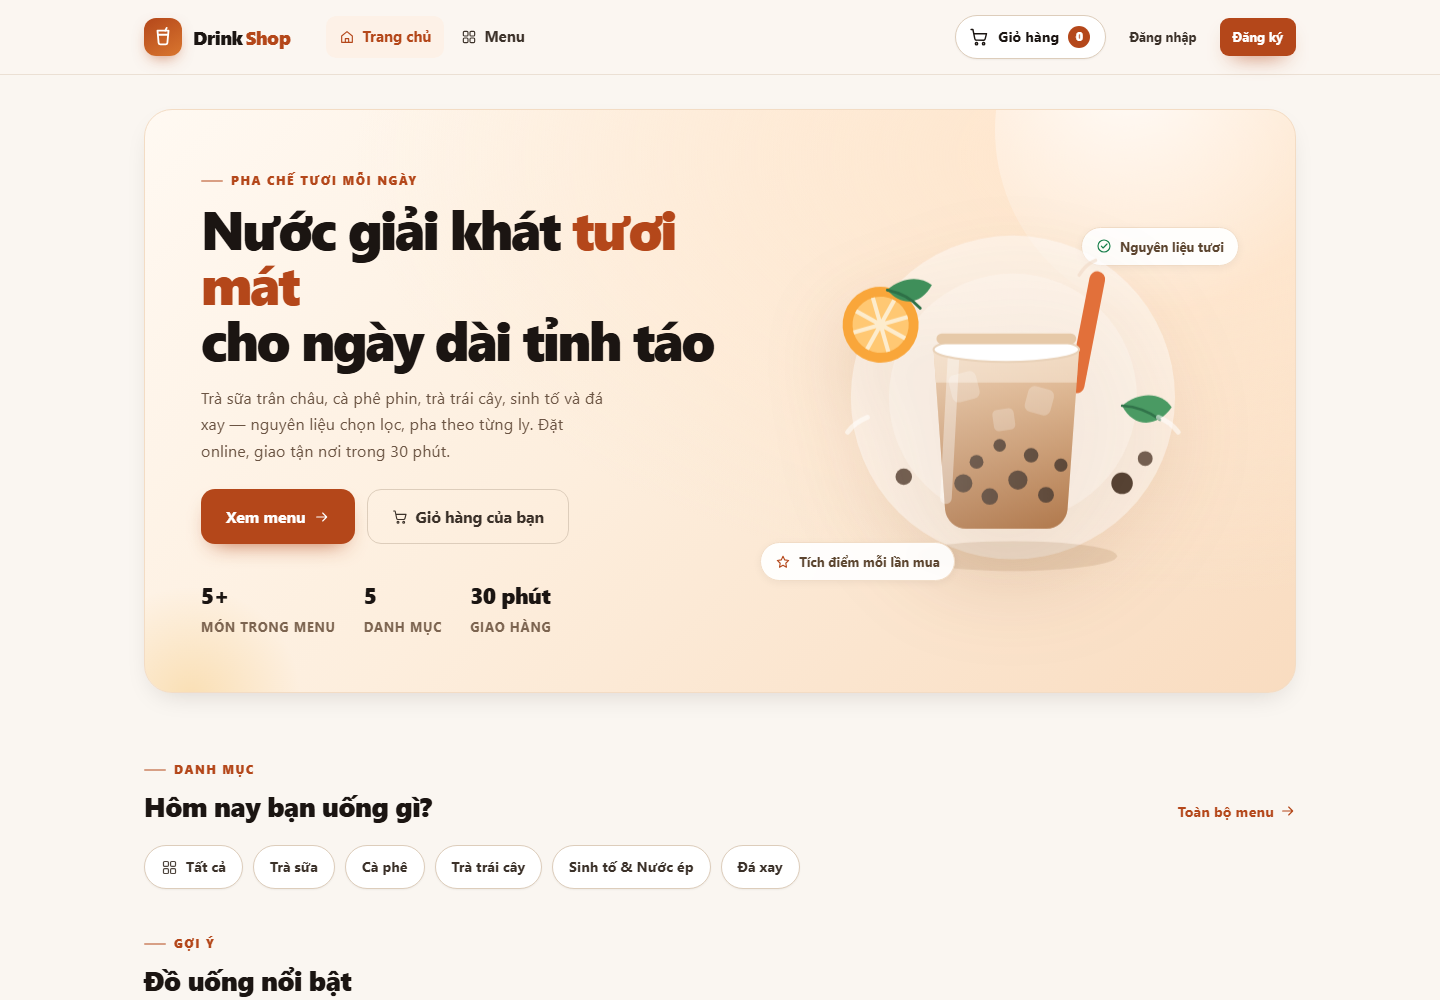 Drink Shop
Trang chủ
Menu
Giỏ hàng 0
Đăng nhập
Đăng ký
PHA CHẾ TƯƠI MỖI NGÀY
Nước giải khát tươi
mát
cho ngày dài tỉnh táo
Trà sữa trân châu, cà phê phin, trà trái cây, sinh tố và đá
xay — nguyên liệu chọn lọc, pha theo từng ly. Đặt
online, giao tận nơi trong 30 phút.
Xem menu →
Giỏ hàng của bạn
5+
MÓN TRONG MENU
5
DANH MỤC
30 phút
GIAO HÀNG
Nguyên liệu tươi
Tích điểm mỗi lần mua
DANH MỤC
Hôm nay bạn uống gì?
Toàn bộ menu →
Tất cả
Trà sữa
Cà phê
Trà trái cây
Sinh tố & Nước ép
Đá xay
GỢI Ý
Đồ uống nổi bật